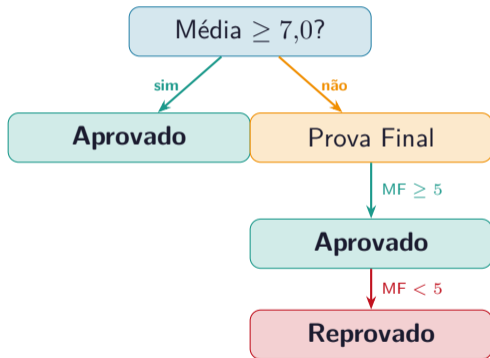 Média ≥ 7,0?
sim
não
Aprovado
Prova Final
MF ≥ 5
Aprovado
MF < 5
Reprovado